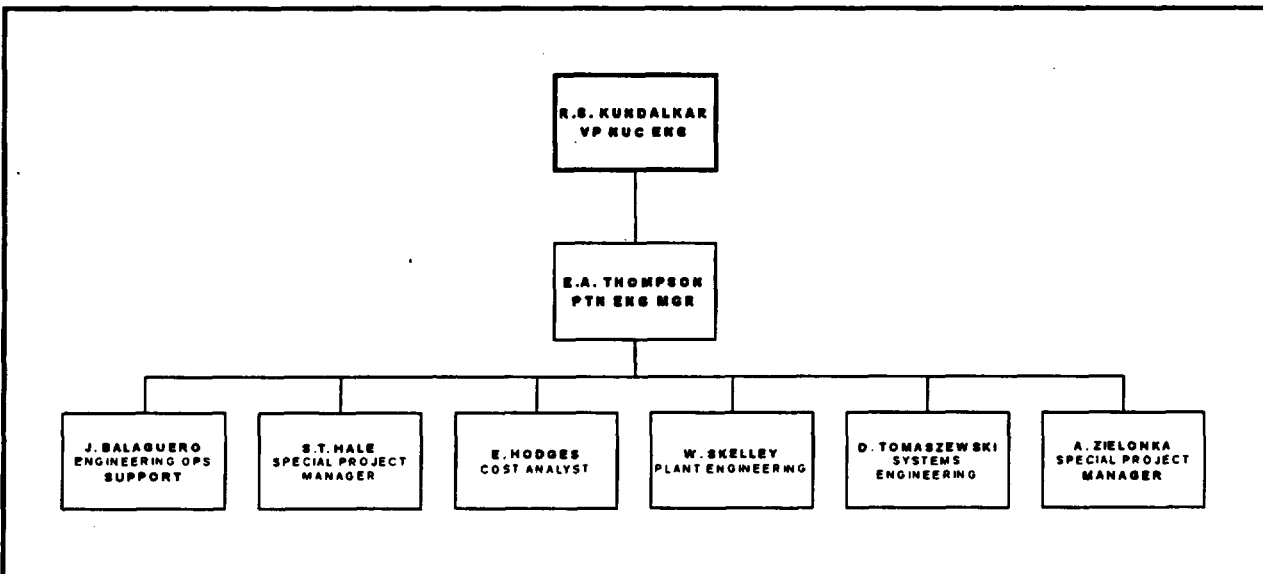 R.S. KUNDALKAR
VP NUC ENG
E.A. THOMPSON
PTN ENG MGR
J. BALAGUERO
ENGINEERING OPS
SUPPORT
S.T. HALE
SPECIAL PROJECT
MANAGER
E. HODGES
COST ANALYST
W. SKELLEY
PLANT ENGINEERING
D. TOMASZEWSKI
SYSTEMS
ENGINEERING
A. ZIELONKA
SPECIAL PROJECT
MANAGER